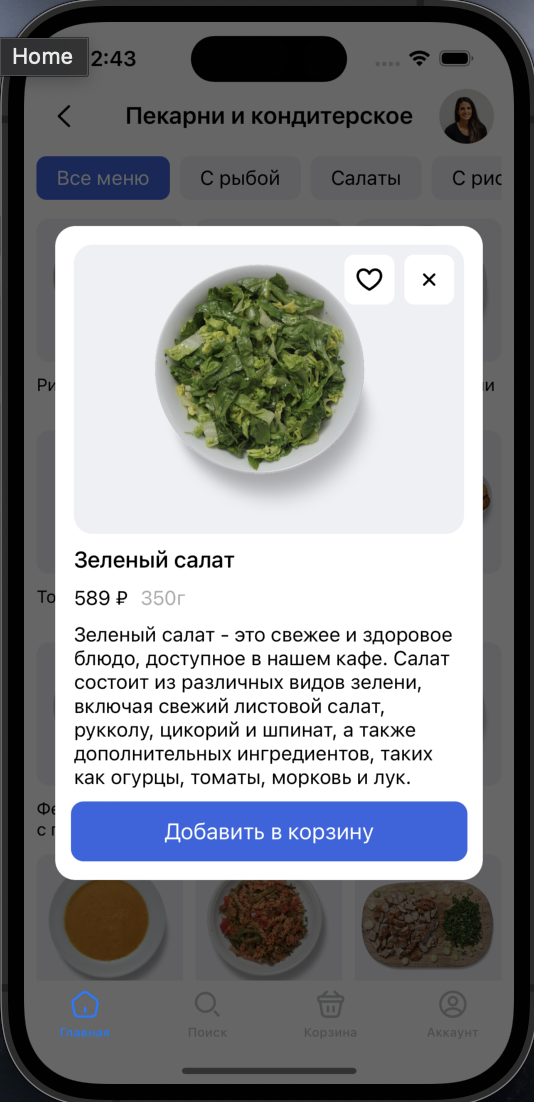 Home
2:43
Пекарни и кондитерское
Все меню
С рыбой
Салаты
С рис
Ри
и
То
Фе
с г
Зеленый салат
589 ₽ 350г
Зеленый салат - это свежее и здоровое
блюдо, доступное в нашем кафе. Салат
состоит из различных видов зелени,
включая свежий листовой салат,
рукколу, цикорий и шпинат, а также
дополнительных ингредиентов, таких
как огурцы, томаты, морковь и лук.
Добавить в корзину
Главная
Поиск
Корзина
Аккаунт